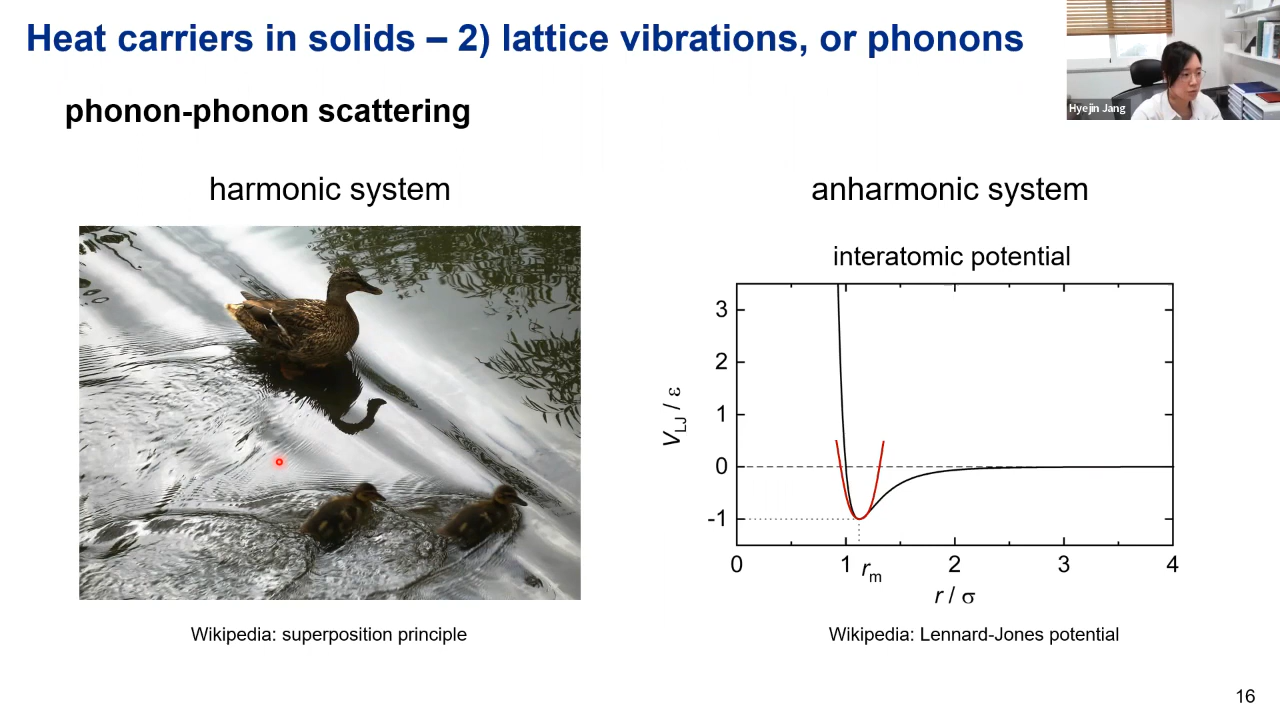 Heat carriers in solids – 2) lattice vibrations, or phonons
Hyejin Jang
phonon-phonon scattering
harmonic system
anharmonic system
interatomic potential
3
2
1
0
-1
V_LJ / ε
0
1
r_m
2
3
4
r / σ
Wikipedia: superposition principle
Wikipedia: Lennard-Jones potential
16